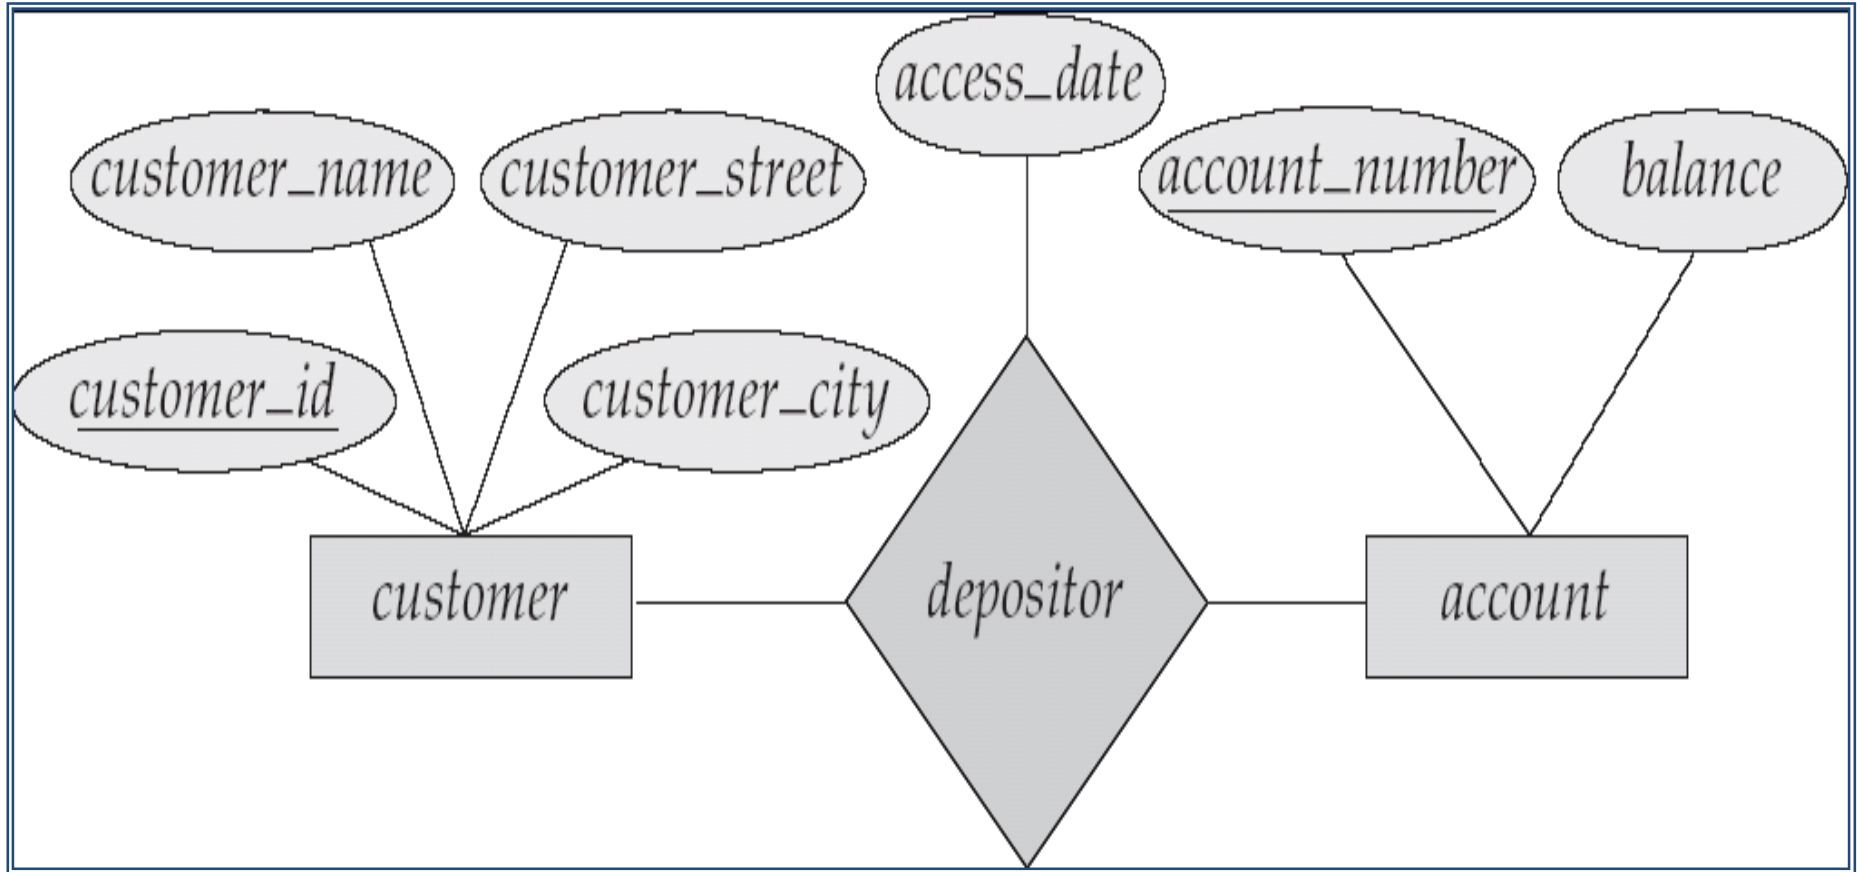 access_date
customer_name
customer_street
account_number
balance
customer_id
customer_city
customer
depositor
account